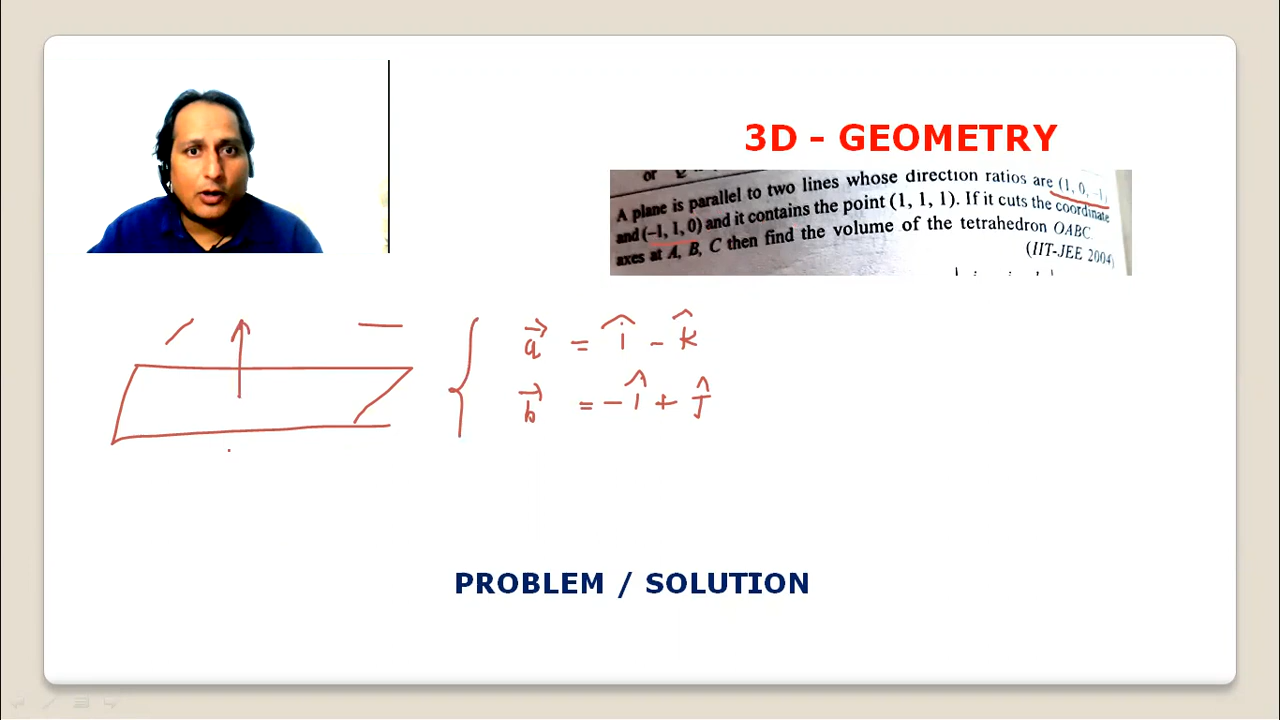 3D – GEOMETRY
or
A plane is parallel to two lines whose direction ratios are (1, 0, –1)
and (–1, 1, 0) and it contains the point (1, 1, 1). If it cuts the coordinate
axes at A, B, C then find the volume of the tetrahedron OABC.
(IIT-JEE 2004)
a⃗ = î – k̂
b⃗ = –î + ĵ
PROBLEM / SOLUTION